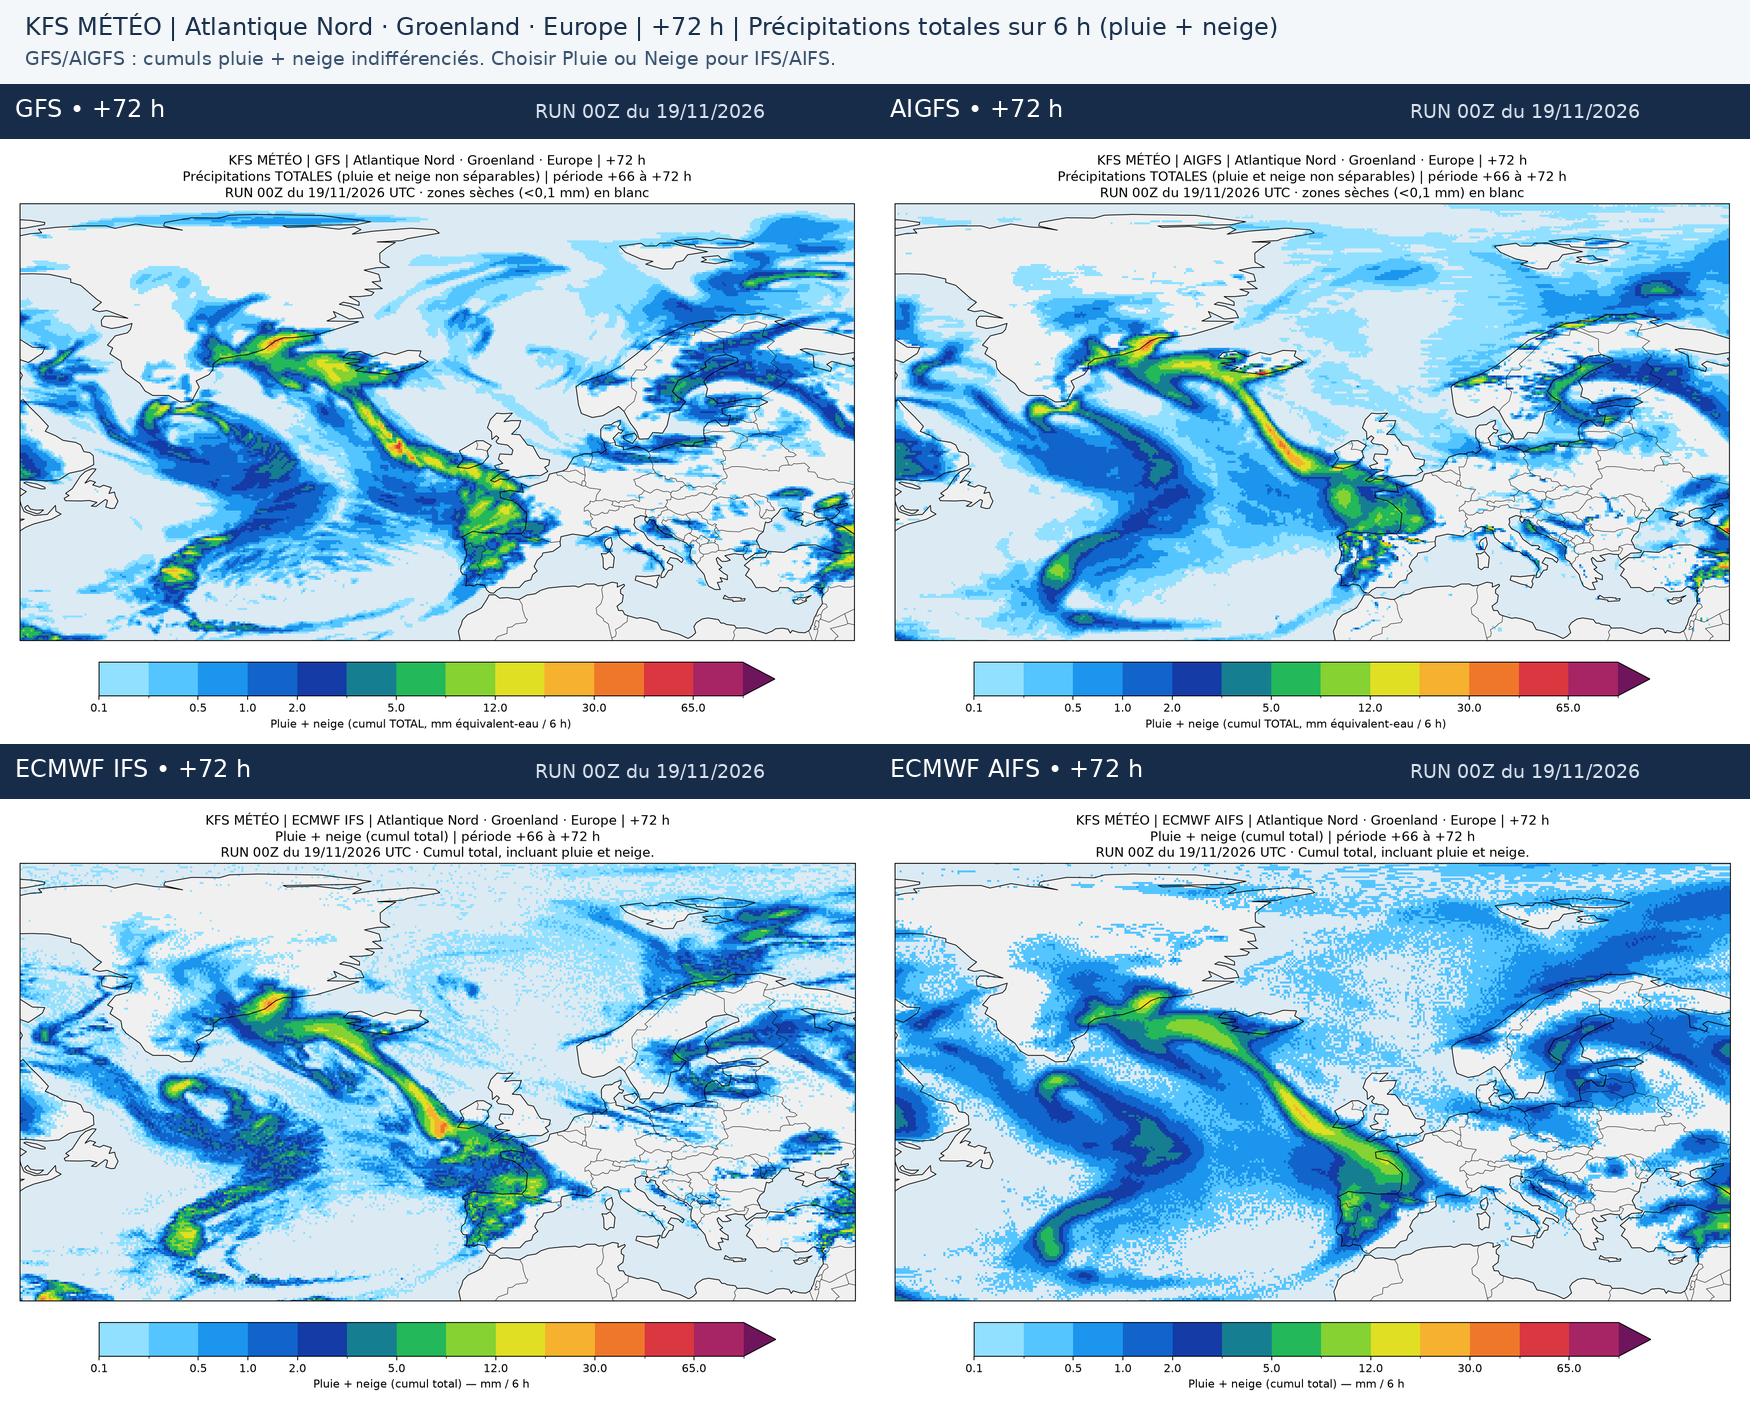 KFS MÉTÉO | Atlantique Nord · Groenland · Europe | +72 h | Précipitations totales sur 6 h (pluie + neige)
GFS/AIGFS : cumuls pluie + neige indifférenciés. Choisir Pluie ou Neige pour IFS/AIFS.
GFS • +72 h
RUN 00Z du 19/11/2026
KFS MÉTÉO | GFS | Atlantique Nord · Groenland · Europe | +72 h
Précipitations TOTALES (pluie et neige non séparables) | période +66 à +72 h
RUN 00Z du 19/11/2026 UTC · zones sèches (<0,1 mm) en blanc
0.1 0.5 1.0 2.0 5.0 12.0 30.0 65.0
Pluie + neige (cumul TOTAL, mm équivalent-eau / 6 h)
AIGFS • +72 h
RUN 00Z du 19/11/2026
KFS MÉTÉO | AIGFS | Atlantique Nord · Groenland · Europe | +72 h
Précipitations TOTALES (pluie et neige non séparables) | période +66 à +72 h
RUN 00Z du 19/11/2026 UTC · zones sèches (<0,1 mm) en blanc
0.1 0.5 1.0 2.0 5.0 12.0 30.0 65.0
Pluie + neige (cumul TOTAL, mm équivalent-eau / 6 h)
ECMWF IFS • +72 h
RUN 00Z du 19/11/2026
KFS MÉTÉO | ECMWF IFS | Atlantique Nord · Groenland · Europe | +72 h
Pluie + neige (cumul total) | période +66 à +72 h
RUN 00Z du 19/11/2026 UTC · Cumul total, incluant pluie et neige.
0.1 0.5 1.0 2.0 5.0 12.0 30.0 65.0
Pluie + neige (cumul total) — mm / 6 h
ECMWF AIFS • +72 h
RUN 00Z du 19/11/2026
KFS MÉTÉO | ECMWF AIFS | Atlantique Nord · Groenland · Europe | +72 h
Pluie + neige (cumul total) | période +66 à +72 h
RUN 00Z du 19/11/2026 UTC · Cumul total, incluant pluie et neige.
0.1 0.5 1.0 2.0 5.0 12.0 30.0 65.0
Pluie + neige (cumul total) — mm / 6 h